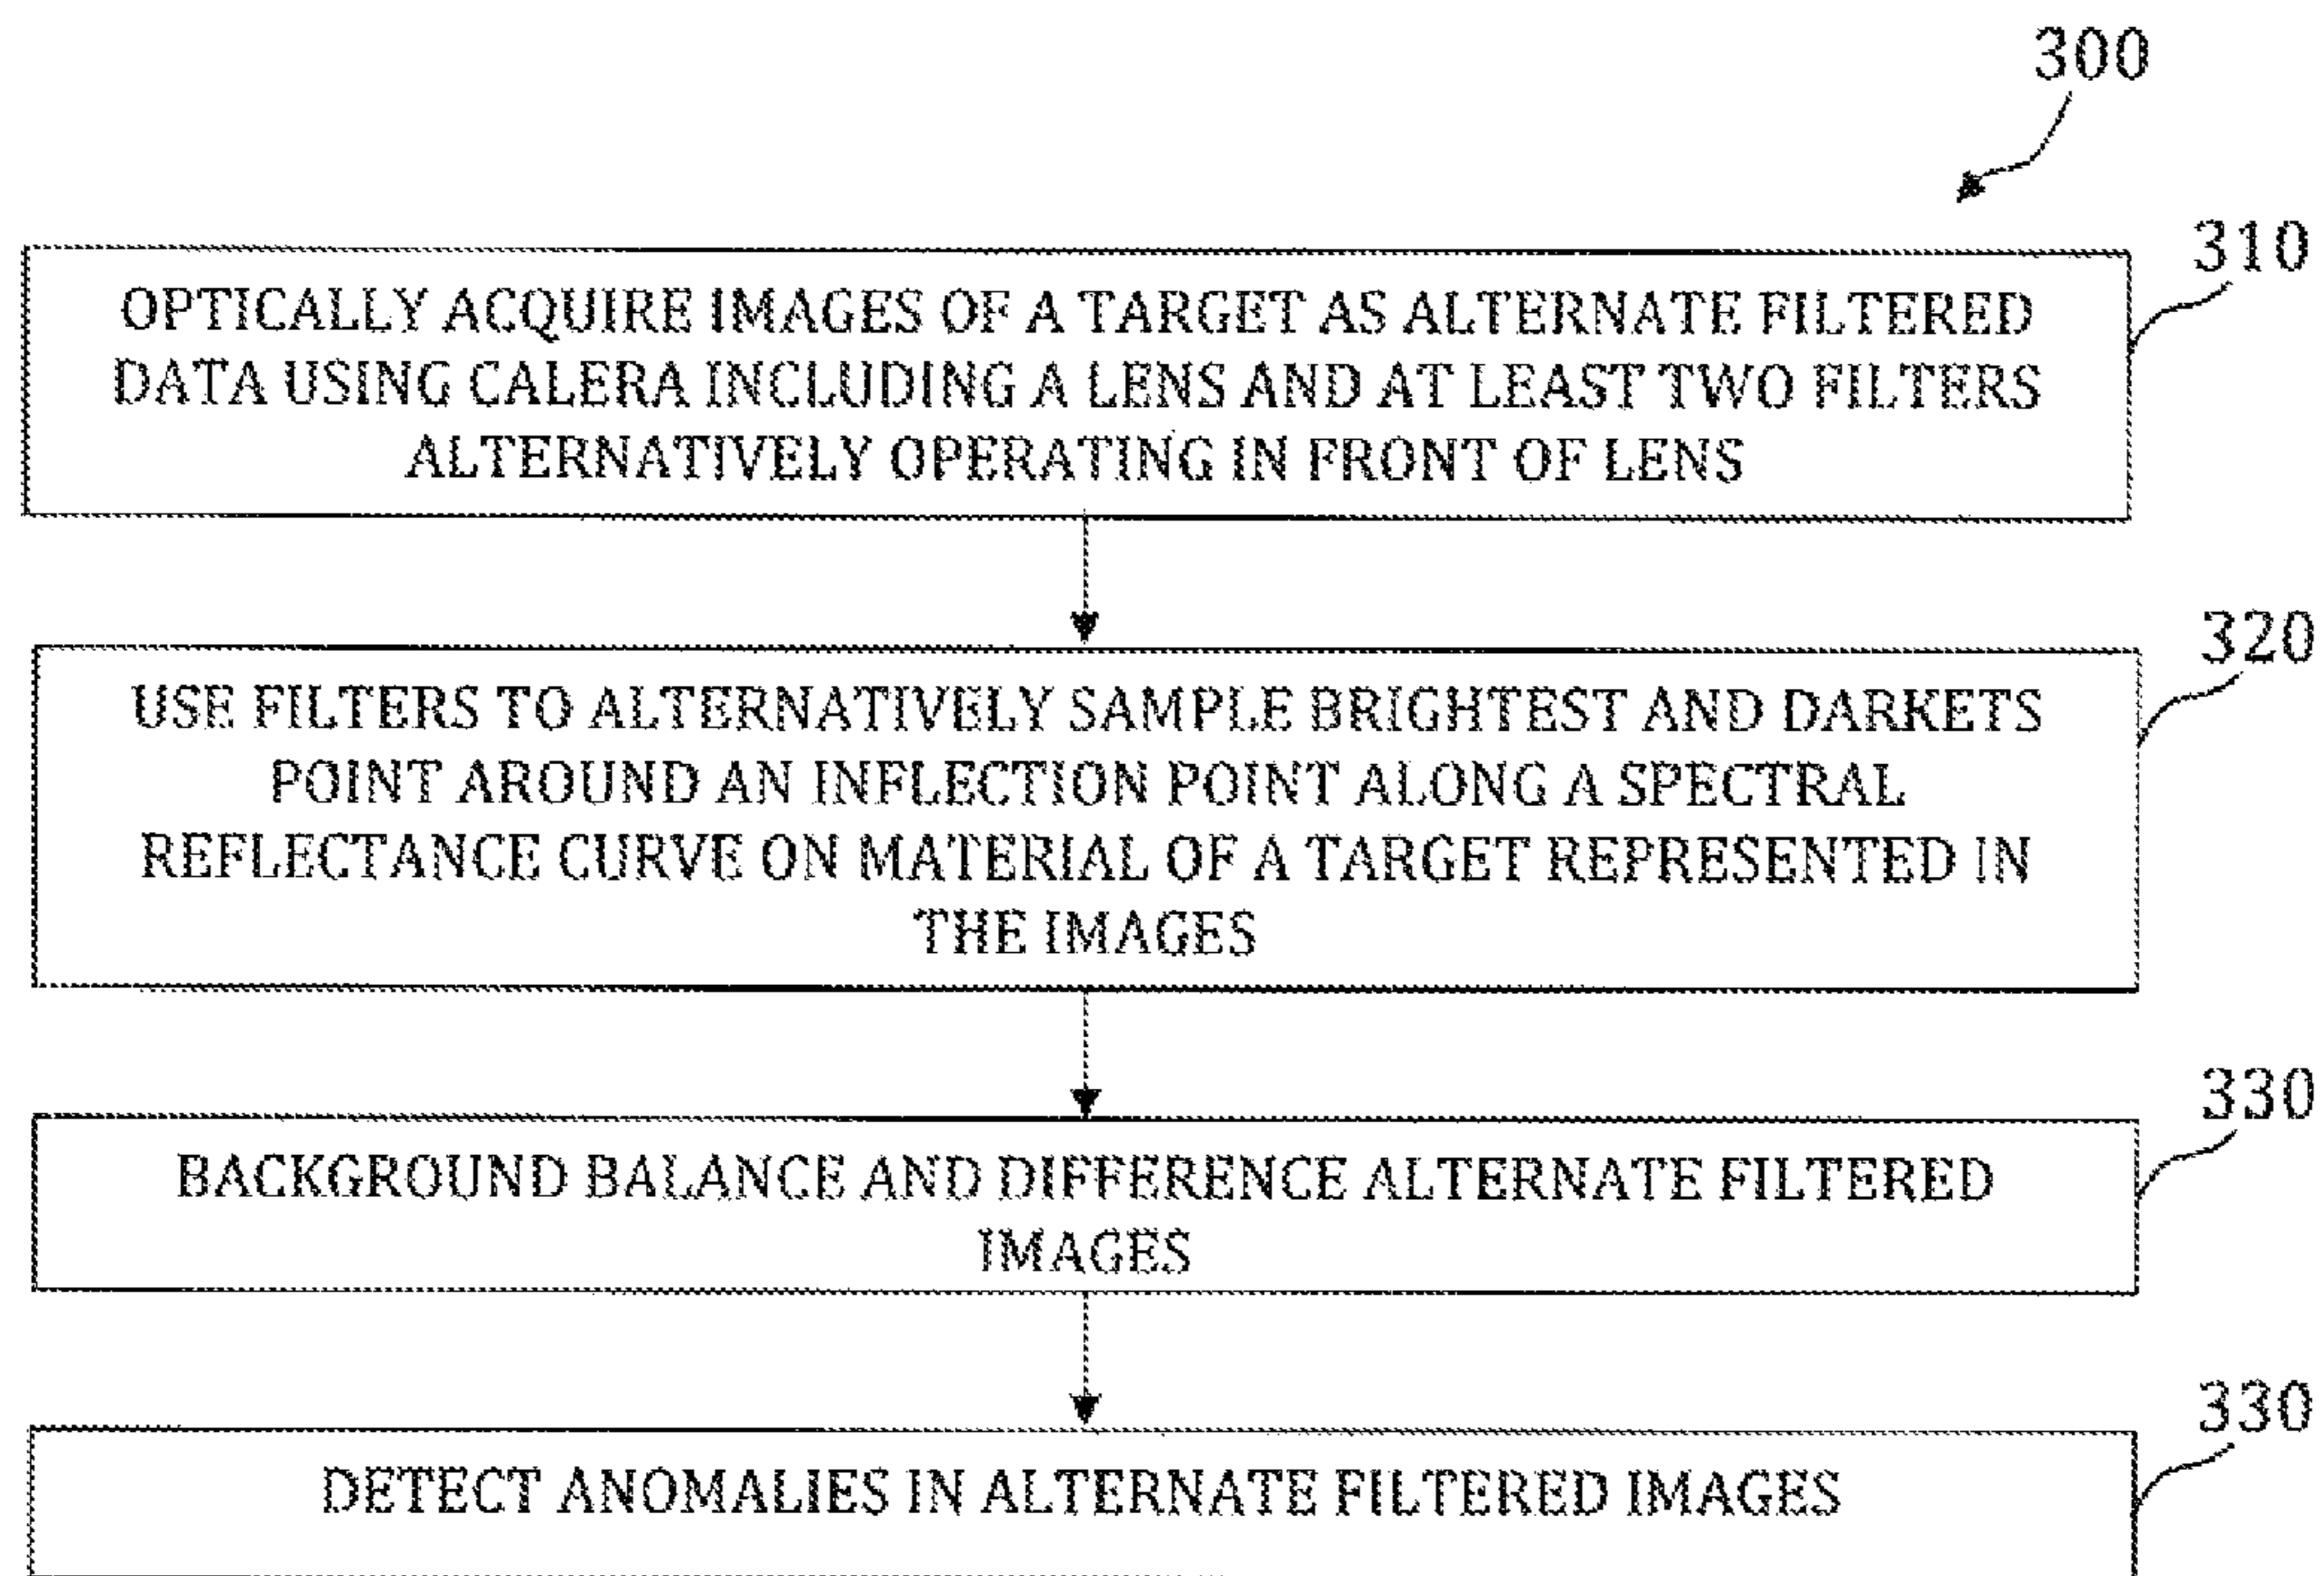 300
310
OPTICALLY ACQUIRE IMAGES OF A TARGET AS ALTERNATE FILTERED
DATA USING CALERA INCLUDING A LENS AND AT LEAST TWO FILTERS
ALTERNATIVELY OPERATING IN FRONT OF LENS
320
USE FILTERS TO ALTERNATIVELY SAMPLE BRIGHTEST AND DARKETS
POINT AROUND AN INFLECTION POINT ALONG A SPECTRAL
REFLECTANCE CURVE ON MATERIAL OF A TARGET REPRESENTED IN
THE IMAGES
330
BACKGROUND BALANCE AND DIFFERENCE ALTERNATE FILTERED
IMAGES
330
DETECT ANOMALIES IN ALTERNATE FILTERED IMAGES